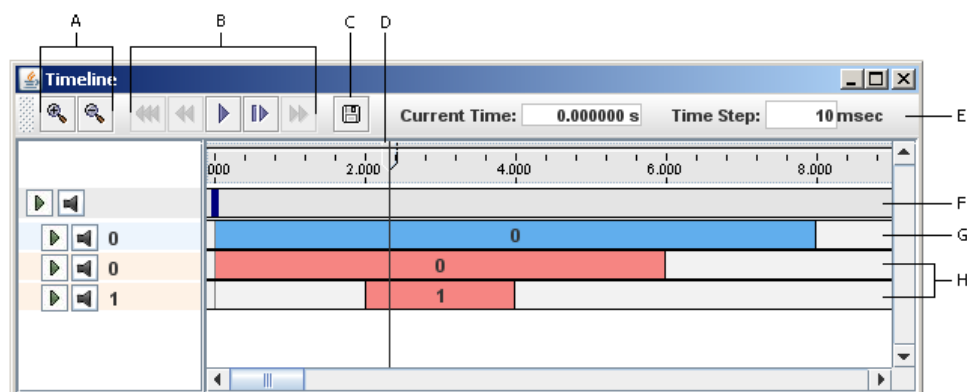 A B C D
Timeline
Current Time: 0.000000 s Time Step: 10 msec E
.000 2.000 4.000 6.000 8.000
F
0 0 G
0 0
H
1 1